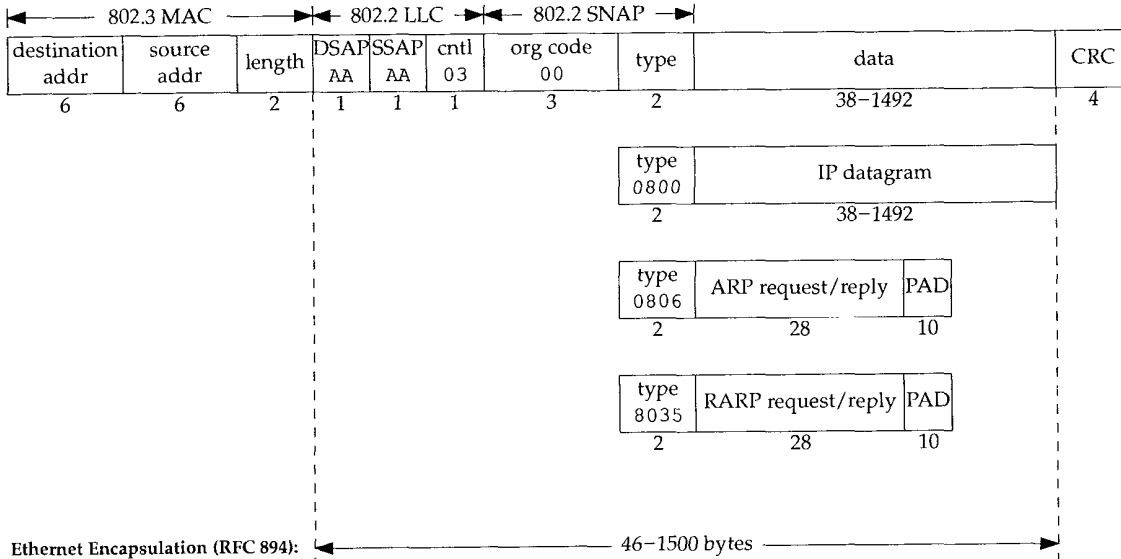 802.3 MAC 802.2 LLC 802.2 SNAP
destination addr source addr length DSAP AA SSAP AA cntl 03 org code 00 type data CRC
6 6 2 1 1 1 3 2 38-1492 4
type 0800 IP datagram
2 38-1492
type 0806 ARP request/reply PAD
2 28 10
type 8035 RARP request/reply PAD
2 28 10
Ethernet Encapsulation (RFC 894): 46-1500 bytes